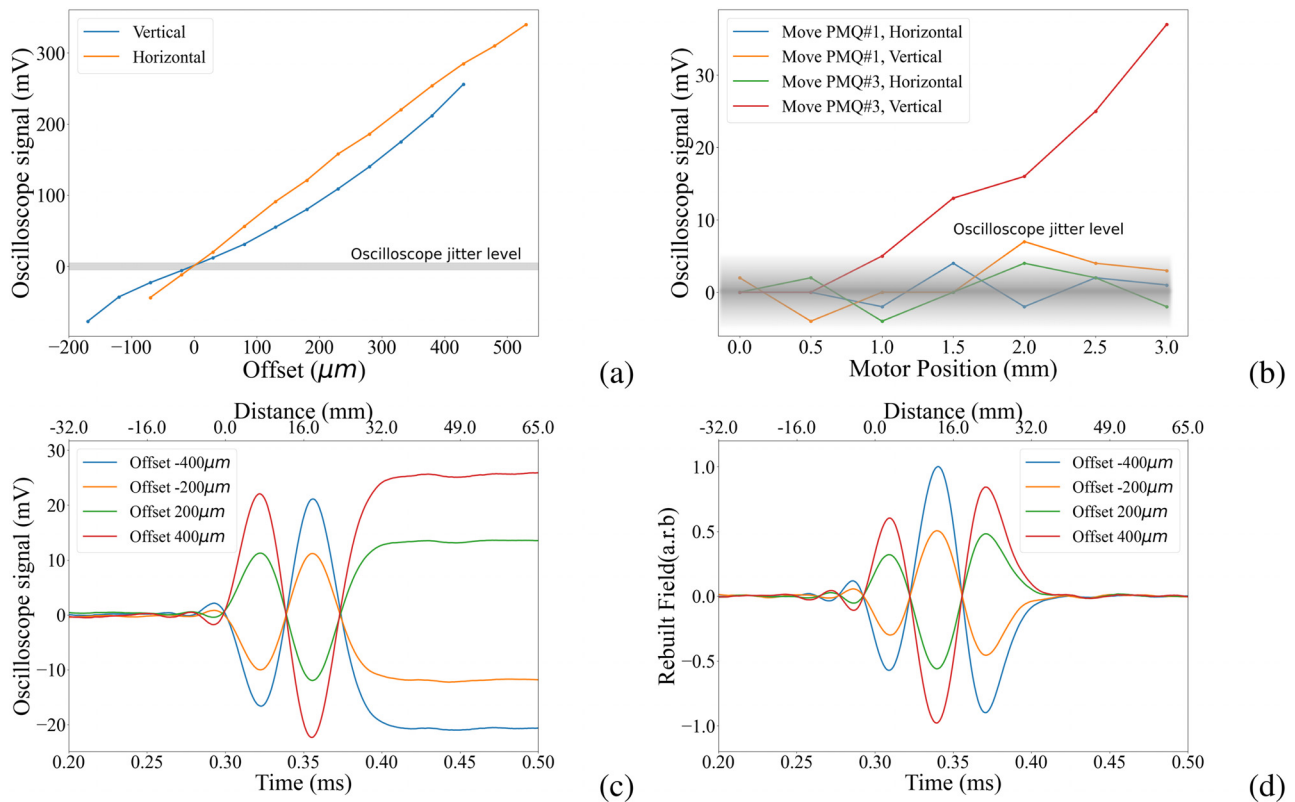 Vertical
Horizontal
Oscilloscope signal (mV)
300
200
100
0
Oscilloscope jitter level
−200 −100 0 100 200 300 400 500
Offset (μm)
(a)
Move PMQ#1, Horizontal
Move PMQ#1, Vertical
Move PMQ#3, Horizontal
Move PMQ#3, Vertical
Oscilloscope signal (mV)
30
20
10
0
Oscilloscope jitter level
0.0 0.5 1.0 1.5 2.0 2.5 3.0
Motor Position (mm)
(b)
Distance (mm)
-32.0 -16.0 0.0 18.0 32.0 49.0 65.0
Offset -400μm
Offset -200μm
Offset 200μm
Offset 400μm
Oscilloscope signal (mV)
30
20
10
0
−10
−20
0.20 0.25 0.30 0.35 0.40 0.45 0.50
Time (ms)
(c)
Distance (mm)
-32.0 -16.0 0.0 16.0 32.0 49.0 65.0
Offset -400μm
Offset -200μm
Offset 200μm
Offset 400μm
Rebuilt Field(a.r.b)
1.0
0.5
0.0
−0.5
−1.0
0.20 0.25 0.30 0.35 0.40 0.45 0.50
Time (ms)
(d)